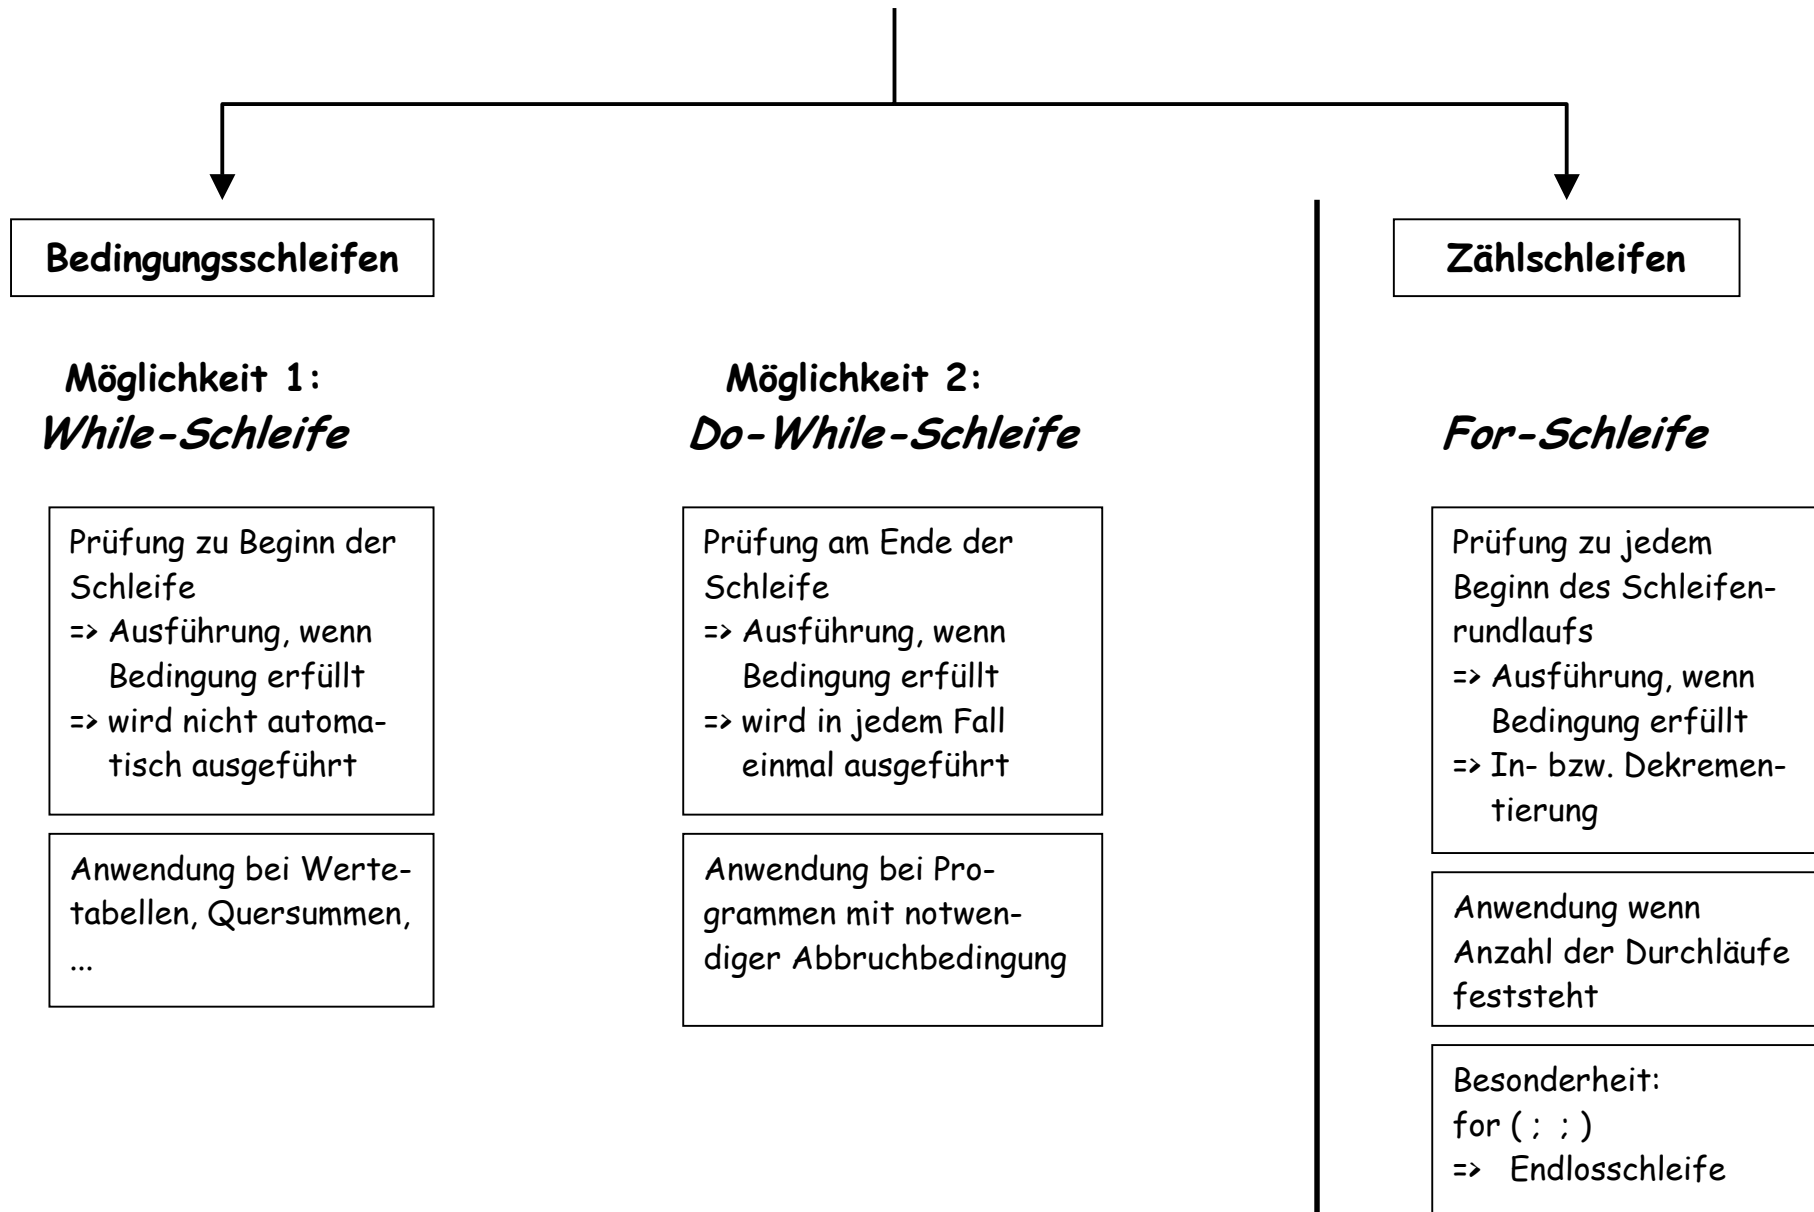 Bedingungsschleifen
Möglichkeit 1:
While-Schleife
Prüfung zu Beginn der
Schleife
=> Ausführung, wenn
Bedingung erfüllt
=> wird nicht automa-
tisch ausgeführt
Anwendung bei Werte-
tabellen, Quersummen,
...
Möglichkeit 2:
Do-While-Schleife
Prüfung am Ende der
Schleife
=> Ausführung, wenn
Bedingung erfüllt
=> wird in jedem Fall
einmal ausgeführt
Anwendung bei Pro-
grammen mit notwen-
diger Abbruchbedingung
Zählschleifen
For-Schleife
Prüfung zu jedem
Beginn des Schleifen-
rundlaufs
=> Ausführung, wenn
Bedingung erfüllt
=> In- bzw. Dekremen-
tierung
Anwendung wenn
Anzahl der Durchläufe
feststeht
Besonderheit:
for ( ; ; )
=> Endlosschleife